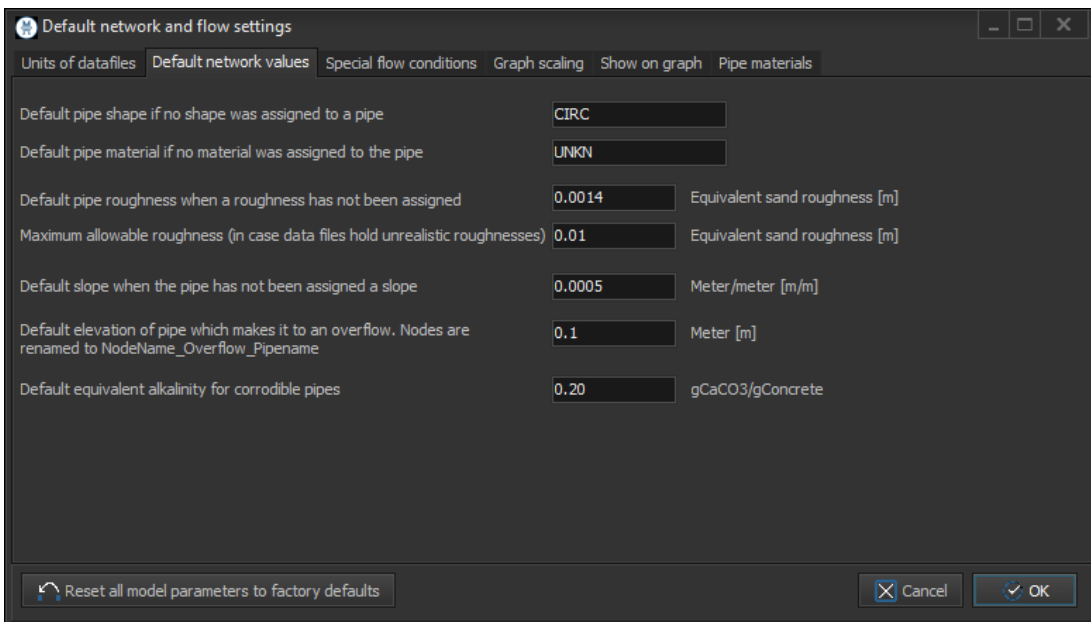 Default network and flow settings
Units of datafiles Default network values Special flow conditions Graph scaling Show on graph Pipe materials
Default pipe shape if no shape was assigned to a pipe CIRC
Default pipe material if no material was assigned to the pipe UNKN
Default pipe roughness when a roughness has not been assigned 0.0014 Equivalent sand roughness [m]
Maximum allowable roughness (in case data files hold unrealistic roughnesses) 0.01 Equivalent sand roughness [m]
Default slope when the pipe has not been assigned a slope 0.0005 Meter/meter [m/m]
Default elevation of pipe which makes it to an overflow. Nodes are
renamed to NodeName_Overflow_Pipename 0.1 Meter [m]
Default equivalent alkalinity for corrodible pipes 0.20 gCaCO3/gConcrete
Reset all model parameters to factory defaults Cancel OK